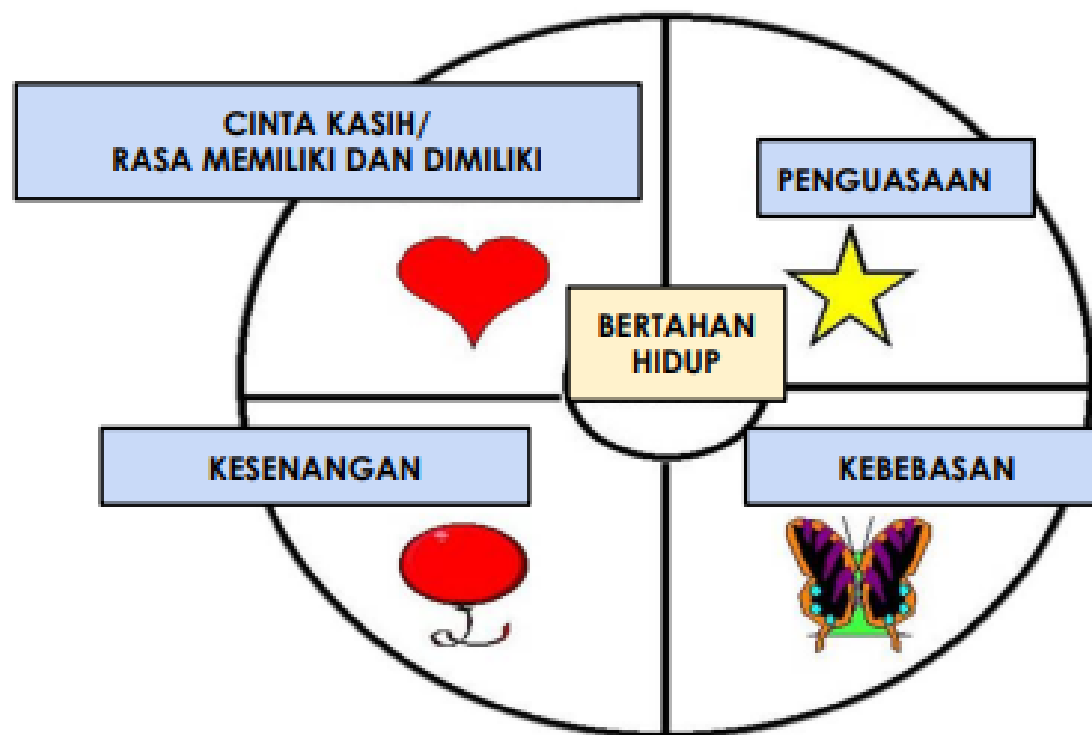 CINTA KASIH/
RASA MEMILIKI DAN DIMILIKI
PENGUASAAN
BERTAHAN
HIDUP
KESENANGAN
KEBEBASAN